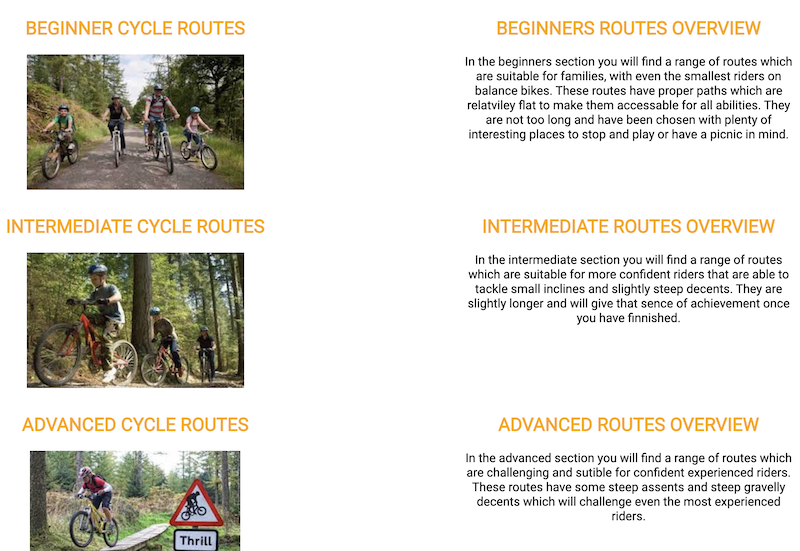 BEGINNER CYCLE ROUTES
BEGINNERS ROUTES OVERVIEW
In the beginners section you will find a range of routes which
are suitable for families, with even the smallest riders on
balance bikes. These routes have proper paths which are
relatviley flat to make them accessable for all abilities. They
are not too long and have been chosen with plenty of
interesting places to stop and play or have a picnic in mind.
INTERMEDIATE CYCLE ROUTES
INTERMEDIATE ROUTES OVERVIEW
In the intermediate section you will find a range of routes
which are suitable for more confident riders that are able to
tackle small inclines and slightly steep decents. They are
slightly longer and will give that sence of achievement once
you have finnished.
ADVANCED CYCLE ROUTES
ADVANCED ROUTES OVERVIEW
In the advanced section you will find a range of routes which
are challenging and sutible for confident experienced riders.
These routes have some steep assents and steep gravelly
decents which will challenge even the most experienced
riders.
Thrill